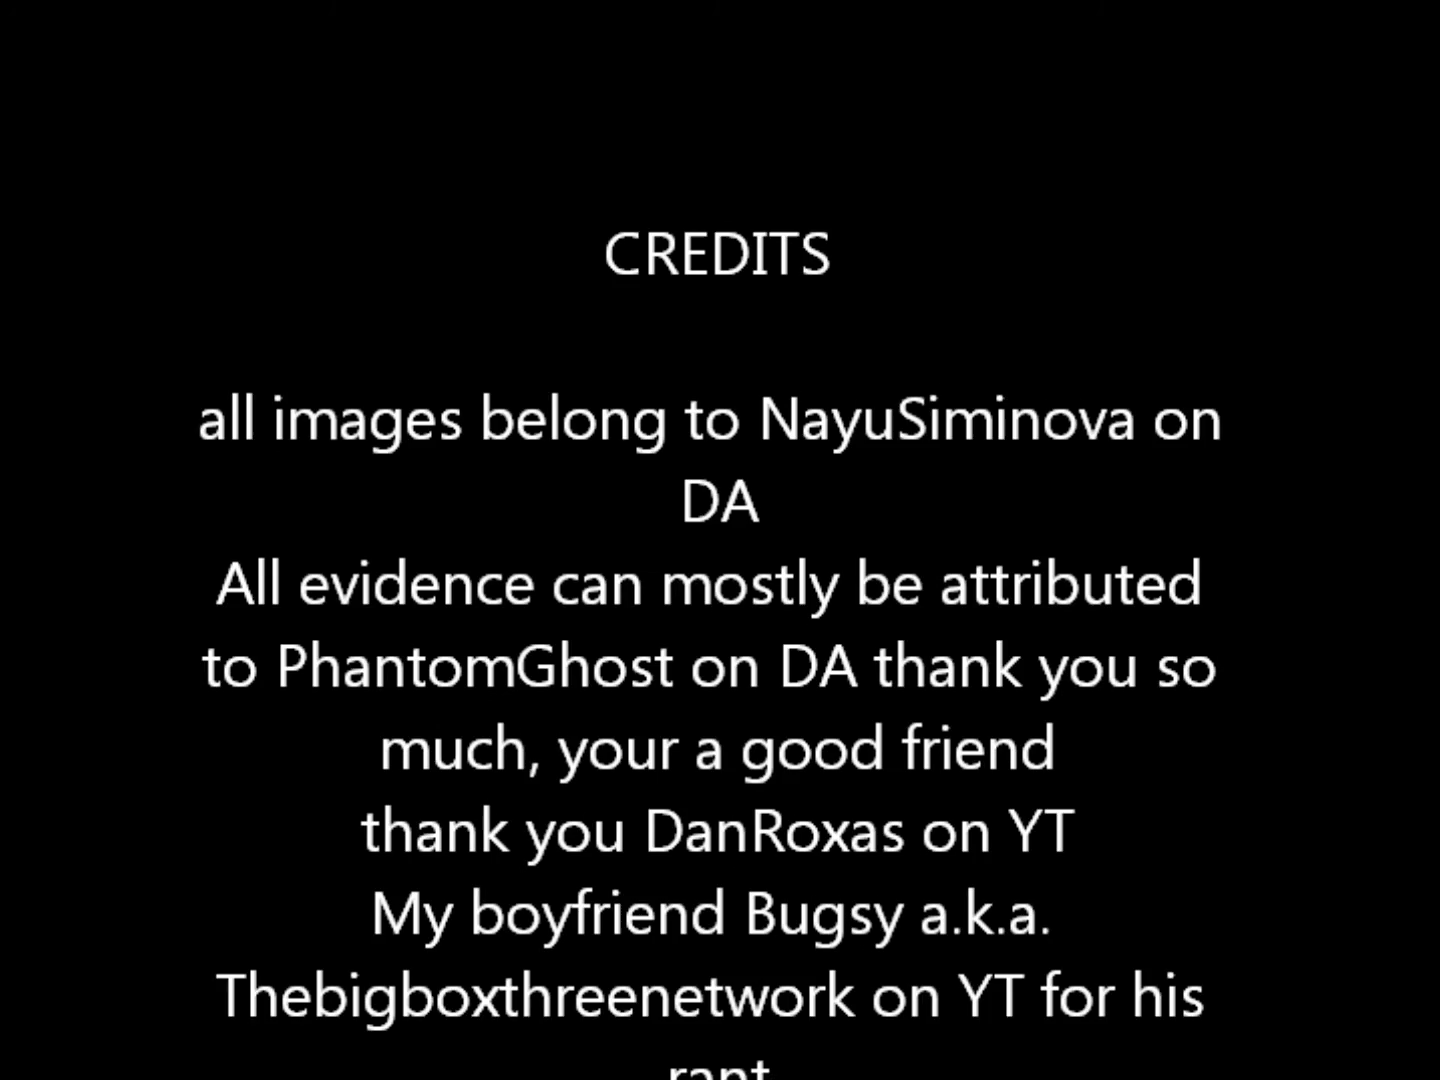 CREDITS
all images belong to NayuSiminova on
DA
All evidence can mostly be attributed
to PhantomGhost on DA thank you so
much, your a good friend
thank you DanRoxas on YT
My boyfriend Bugsy a.k.a.
Thebigboxthreenetwork on YT for his
rant